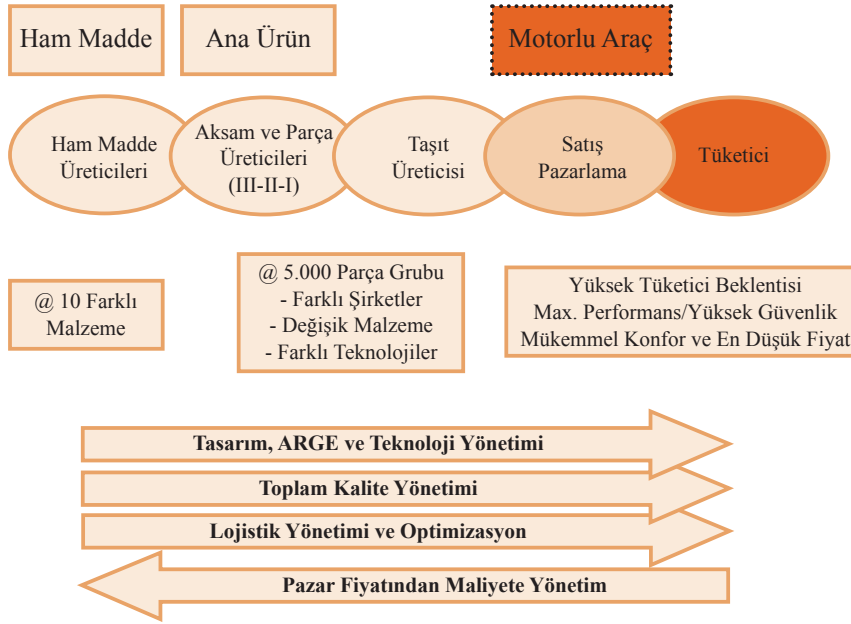 Ham Madde
Ana Ürün
Motorlu Araç
Ham Madde
Üreticileri
Aksam ve Parça
Üreticileri
(III-II-I)
Taşıt
Üreticisi
Satış
Pazarlama
Tüketici
@ 10 Farklı
Malzeme
@ 5.000 Parça Grubu
- Farklı Şirketler
- Değişik Malzeme
- Farklı Teknolojiler
Yüksek Tüketici Beklentisi
Max. Performans/Yüksek Güvenlik
Mükemmel Konfor ve En Düşük Fiyat
Tasarım, ARGE ve Teknoloji Yönetimi
Toplam Kalite Yönetimi
Lojistik Yönetimi ve Optimizasyon
Pazar Fiyatından Maliyete Yönetim